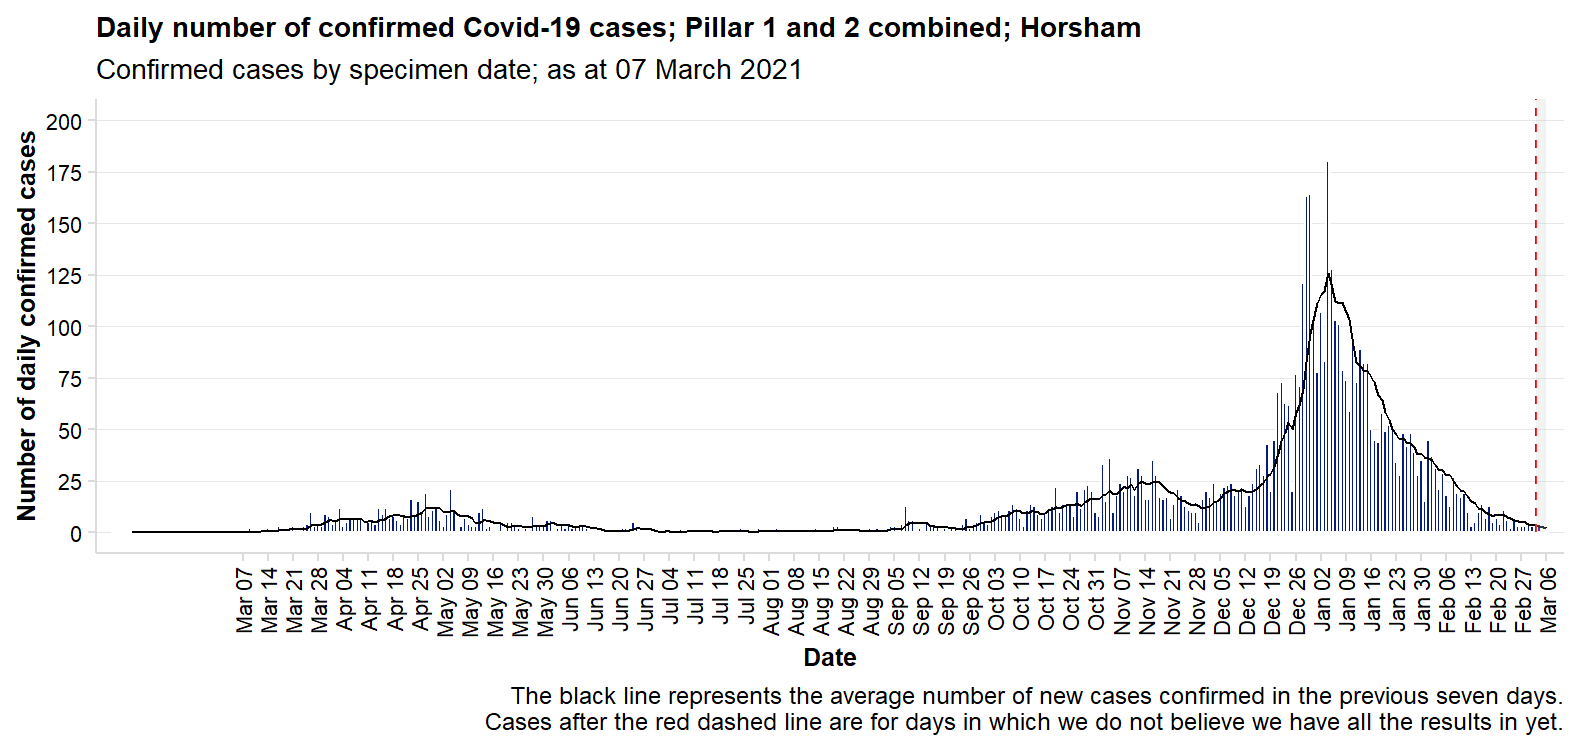 Daily number of confirmed Covid-19 cases; Pillar 1 and 2 combined; Horsham
Confirmed cases by specimen date; as at 07 March 2021
Number of daily confirmed cases
200
175
150
125
100
75
50
25
0
Mar 07
Mar 14
Mar 21
Mar 28
Apr 04
Apr 11
Apr 18
Apr 25
May 02
May 09
May 16
May 23
May 30
Jun 06
Jun 13
Jun 20
Jun 27
Jul 04
Jul 11
Jul 18
Jul 25
Aug 01
Aug 08
Aug 15
Aug 22
Aug 29
Sep 05
Sep 12
Sep 19
Sep 26
Oct 03
Oct 10
Oct 17
Oct 24
Oct 31
Nov 07
Nov 14
Nov 21
Nov 28
Dec 05
Dec 12
Dec 19
Dec 26
Jan 02
Jan 09
Jan 16
Jan 23
Jan 30
Feb 06
Feb 13
Feb 20
Feb 27
Mar 06
Date
The black line represents the average number of new cases confirmed in the previous seven days.
Cases after the red dashed line are for days in which we do not believe we have all the results in yet.